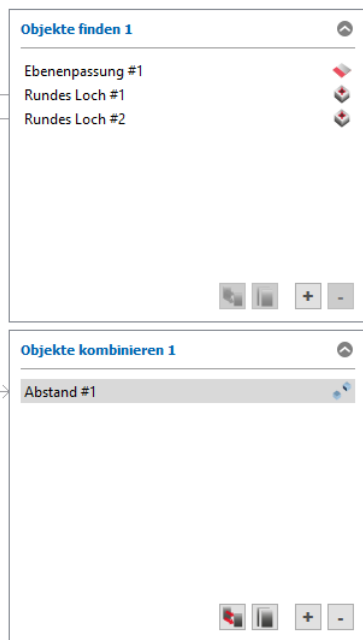 Objekte finden 1
Ebenenpassung #1
Rundes Loch #1
Rundes Loch #2
+ -
Objekte kombinieren 1
Abstand #1
+ -